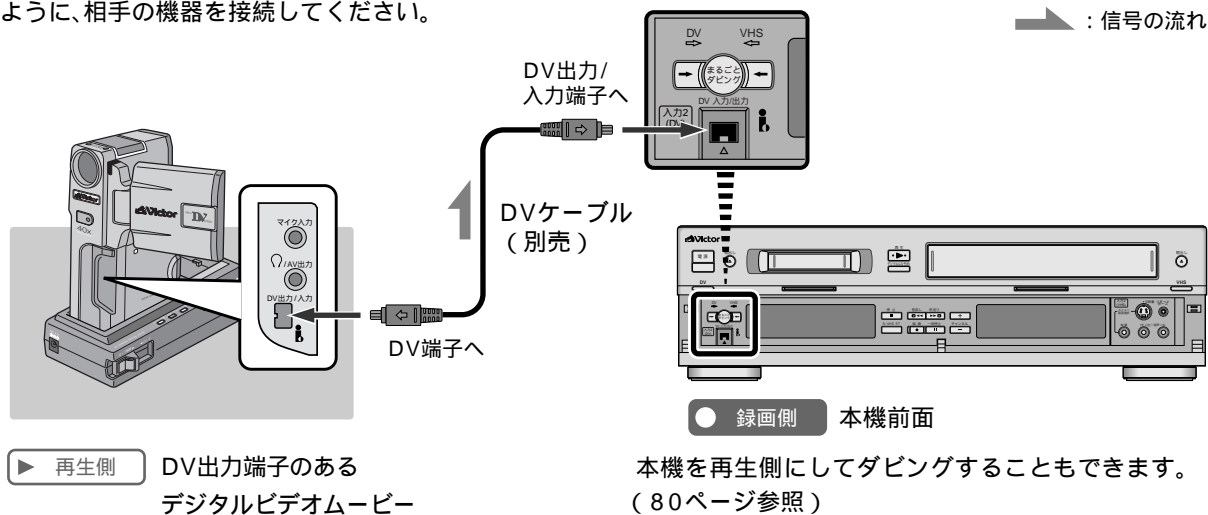 ように、相手の機器を接続してください。
：信号の流れ
DV
VHS
まるごと
ダビング
DV 入力/出力
入力2
(DV)
DV出力/
入力端子へ
DVケーブル
（別売）
DV端子へ
Victor
DV
40x
マイク入力
/AV出力
DV出力/入力
Victor
電源
DV
再生
VHS
録画側
本機前面
再生側
DV出力端子のある
デジタルビデオムービー
本機を再生側にしてダビングすることもできます。
（80ページ参照）